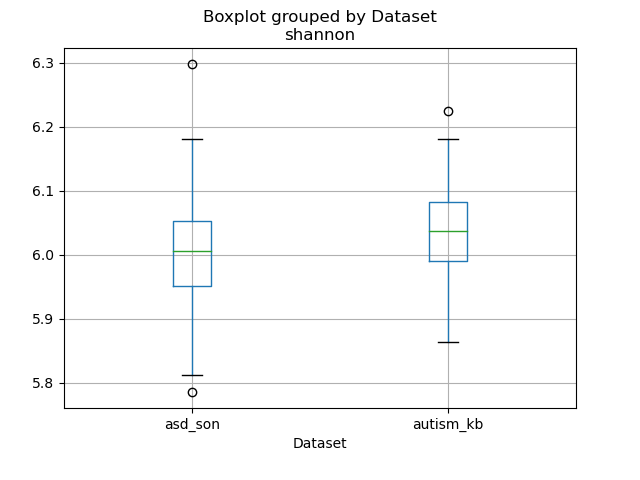 Boxplot grouped by Dataset
shannon
6.3
6.2
6.1
6.0
5.9
5.8
asd_son autism_kb
Dataset